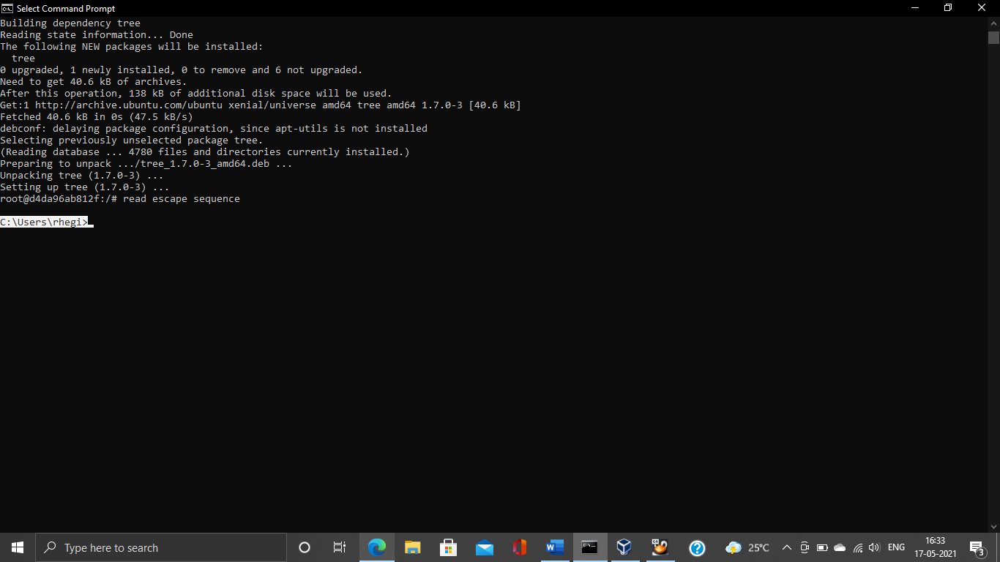 Select Command Prompt
Building dependency tree
Reading state information... Done
The following NEW packages will be installed:
tree
0 upgraded, 1 newly installed, 0 to remove and 6 not upgraded.
Need to get 40.6 kB of archives.
After this operation, 138 kB of additional disk space will be used.
Get:1 http://archive.ubuntu.com/ubuntu xenial/universe amd64 tree amd64 1.7.0-3 [40.6 kB]
Fetched 40.6 kB in 0s (47.5 kB/s)
debconf: delaying package configuration, since apt-utils is not installed
Selecting previously unselected package tree.
(Reading database ... 4780 files and directories currently installed.)
Preparing to unpack .../tree_1.7.0-3_amd64.deb ...
Unpacking tree (1.7.0-3) ...
Setting up tree (1.7.0-3) ...
root@d4da96ab812f:/# read escape sequence
C:\Users\rhegi>
Type here to search
25°C
ENG
16:33
17-05-2021
3